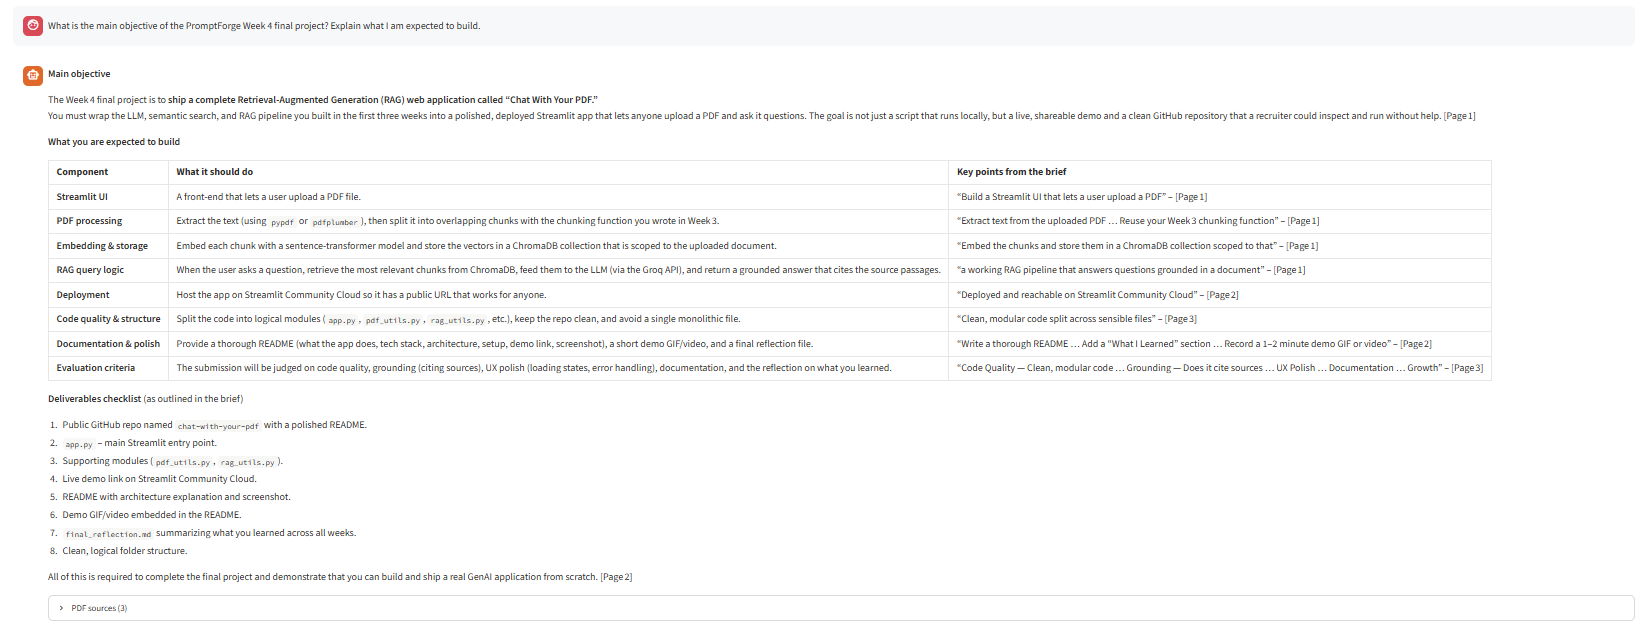 What is the main objective of the PromptForge Week 4 final project? Explain what I am expected to build.
Main objective
The Week 4 final project is to ship a complete Retrieval-Augmented Generation (RAG) web application called “Chat With Your PDF.”
You must wrap the LLM, semantic search, and RAG pipeline you built in the first three weeks into a polished, deployed Streamlit app that lets anyone upload a PDF and ask it questions. The goal is not just a script that runs locally, but a live, shareable demo and a clean GitHub repository that a recruiter could inspect and run without help. [Page 1]
What you are expected to build
Component What it should do Key points from the brief
Streamlit UI A front-end that lets a user upload a PDF file. “Build a Streamlit UI that lets a user upload a PDF” – [Page 1]
PDF processing Extract the text (using pypdf or pdfplumber), then split it into overlapping chunks with the chunking function you wrote in Week 3. “Extract text from the uploaded PDF … Reuse your Week 3 chunking function” – [Page 1]
Embedding & storage Embed each chunk with a sentence-transformer model and store the vectors in a ChromaDB collection that is scoped to the uploaded document. “Embed the chunks and store them in a ChromaDB collection scoped to that” – [Page 1]
RAG query logic When the user asks a question, retrieve the most relevant chunks from ChromaDB, feed them to the LLM (via the Groq API), and return a grounded answer that cites the source passages. “a working RAG pipeline that answers questions grounded in a document” – [Page 1]
Deployment Host the app on Streamlit Community Cloud so it has a public URL that works for anyone. “Deployed and reachable on Streamlit Community Cloud” – [Page 2]
Code quality & structure Split the code into logical modules (app.py, pdf_utils.py, rag_utils.py, etc.), keep the repo clean, and avoid a single monolithic file. “Clean, modular code split across sensible files” – [Page 3]
Documentation & polish Provide a thorough README (what the app does, tech stack, architecture, setup, demo link, screenshot), a short demo GIF/video, and a final reflection file. “Write a thorough README … Add a “What I Learned” section … Record a 1–2 minute demo GIF or video” – [Page 2]
Evaluation criteria The submission will be judged on code quality, grounding (citing sources), UX polish (loading states, error handling), documentation, and the reflection on what you learned. “Code Quality — Clean, modular code … Grounding — Does it cite sources … UX Polish … Documentation … Growth” – [Page 3]
Deliverables checklist (as outlined in the brief)
1. Public GitHub repo named chat-with-your-pdf with a polished README.
2. app.py – main Streamlit entry point.
3. Supporting modules (pdf_utils.py, rag_utils.py).
4. Live demo link on Streamlit Community Cloud.
5. README with architecture explanation and screenshot.
6. Demo GIF/video embedded in the README.
7. final_reflection.md summarizing what you learned across all weeks.
8. Clean, logical folder structure.
All of this is required to complete the final project and demonstrate that you can build and ship a real GenAI application from scratch. [Page 2]
PDF sources (3)